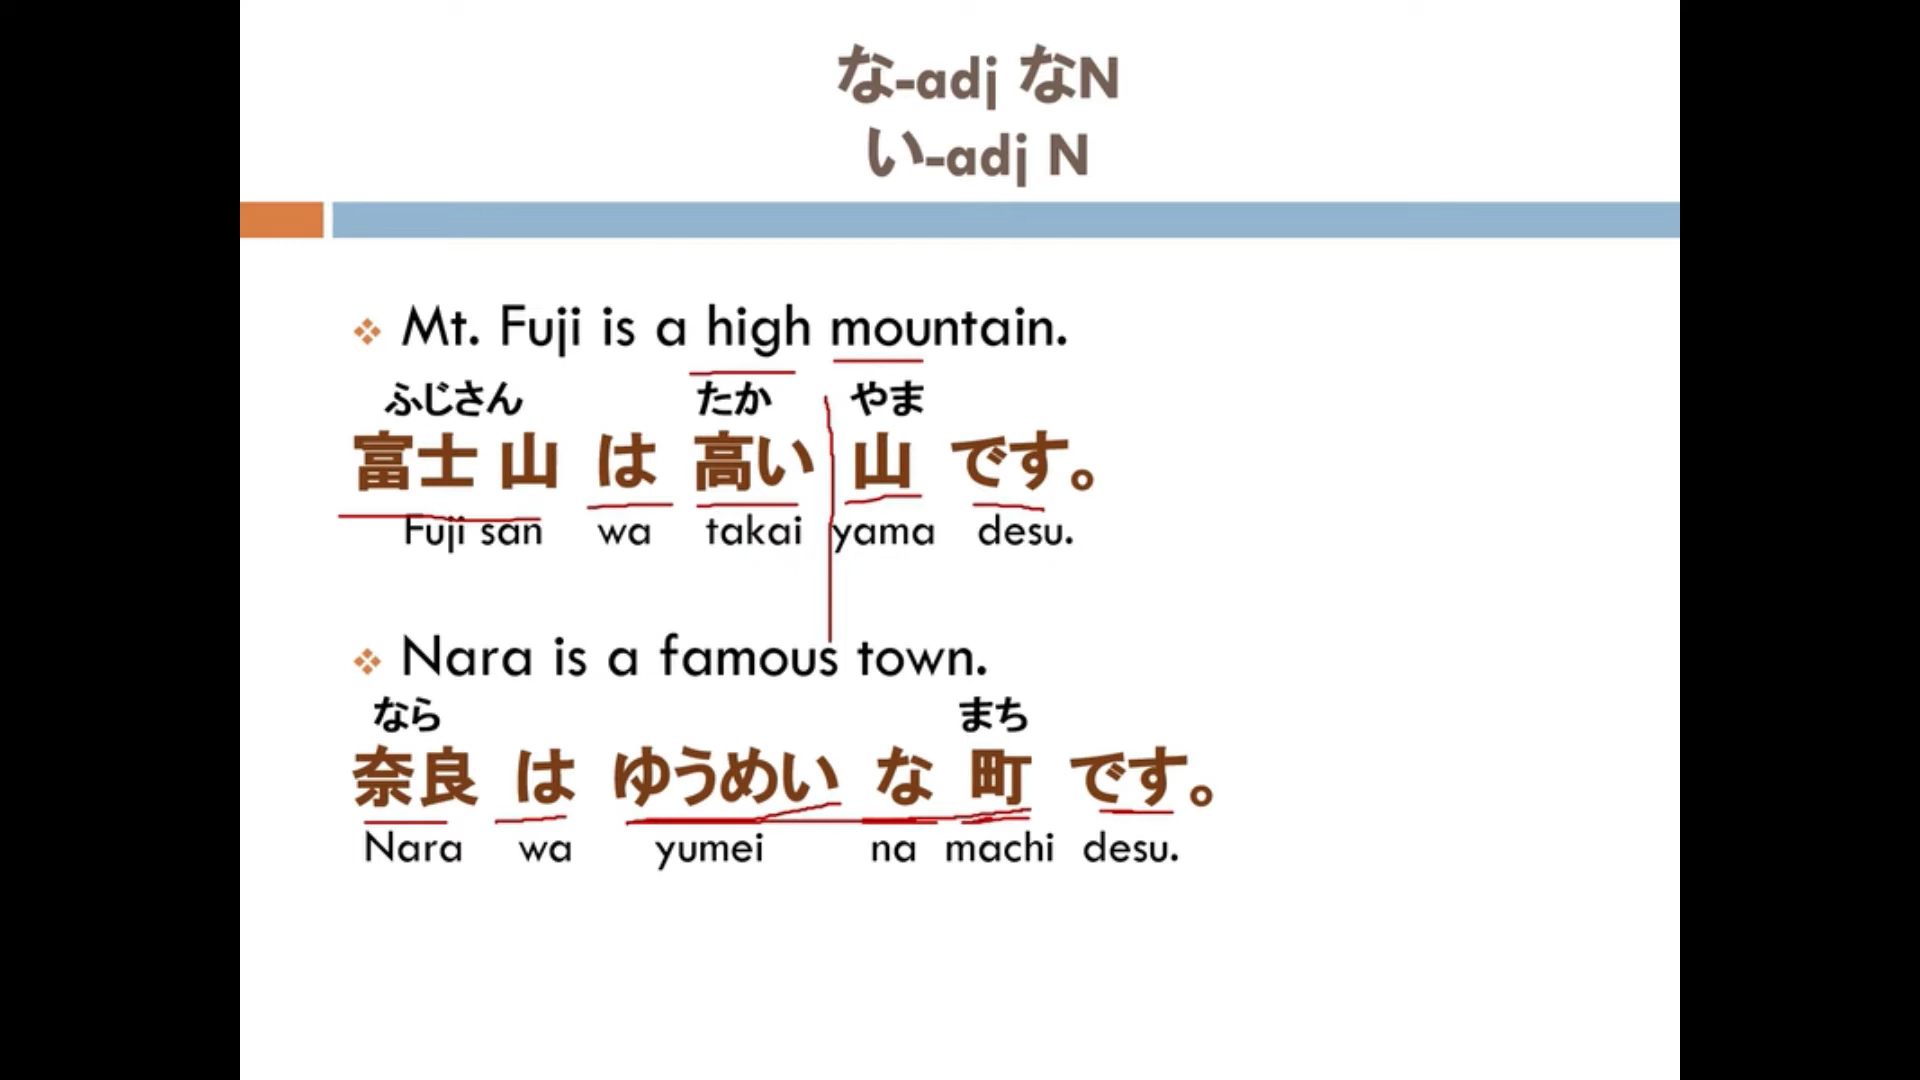 な-adj なN
い-adj N
Mt. Fuji is a high mountain.
ふじさん たか やま
富士 山 は 高い 山 です。
Fuji san wa takai yama desu.
Nara is a famous town.
なら まち
奈良 は ゆうめい な 町 です。
Nara wa yumei na machi desu.